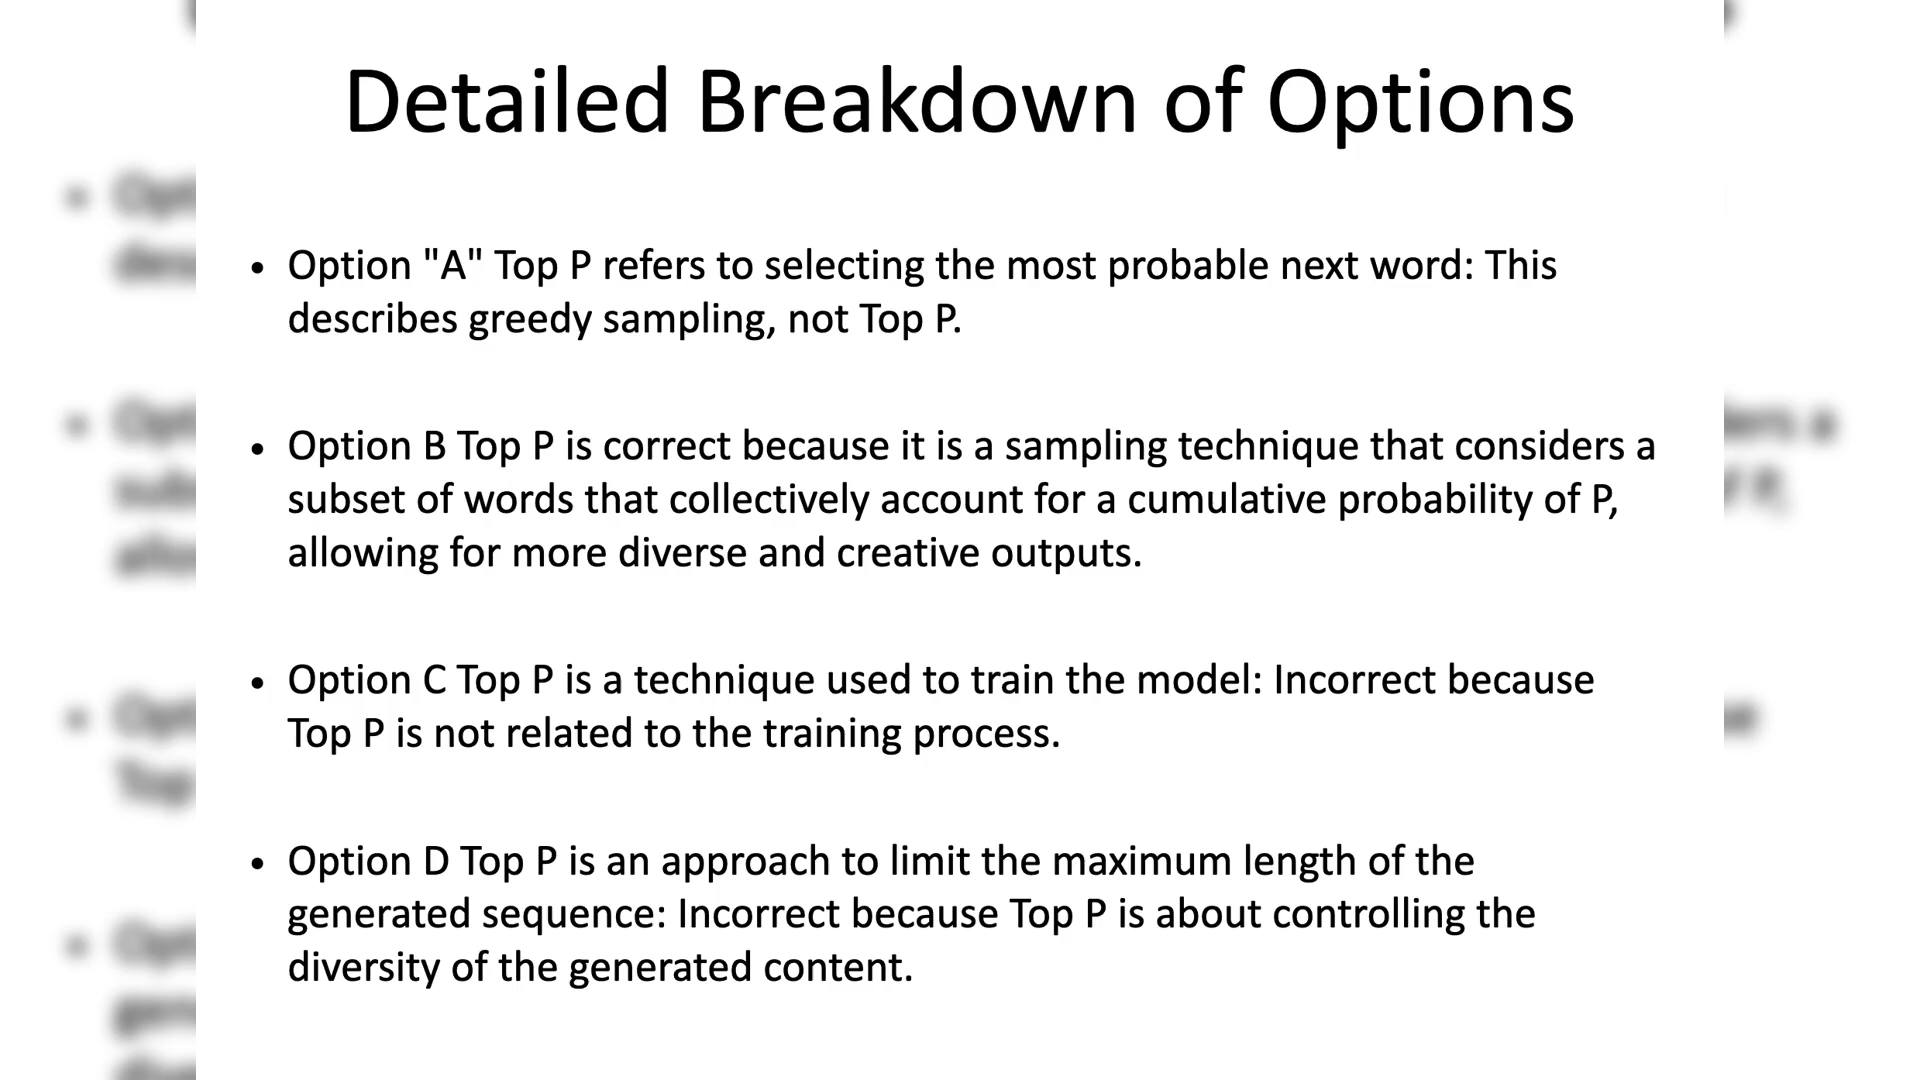 Detailed Breakdown of Options
• Option "A" Top P refers to selecting the most probable next word: This
describes greedy sampling, not Top P.
• Option B Top P is correct because it is a sampling technique that considers a
subset of words that collectively account for a cumulative probability of P,
allowing for more diverse and creative outputs.
• Option C Top P is a technique used to train the model: Incorrect because
Top P is not related to the training process.
• Option D Top P is an approach to limit the maximum length of the
generated sequence: Incorrect because Top P is about controlling the
diversity of the generated content.